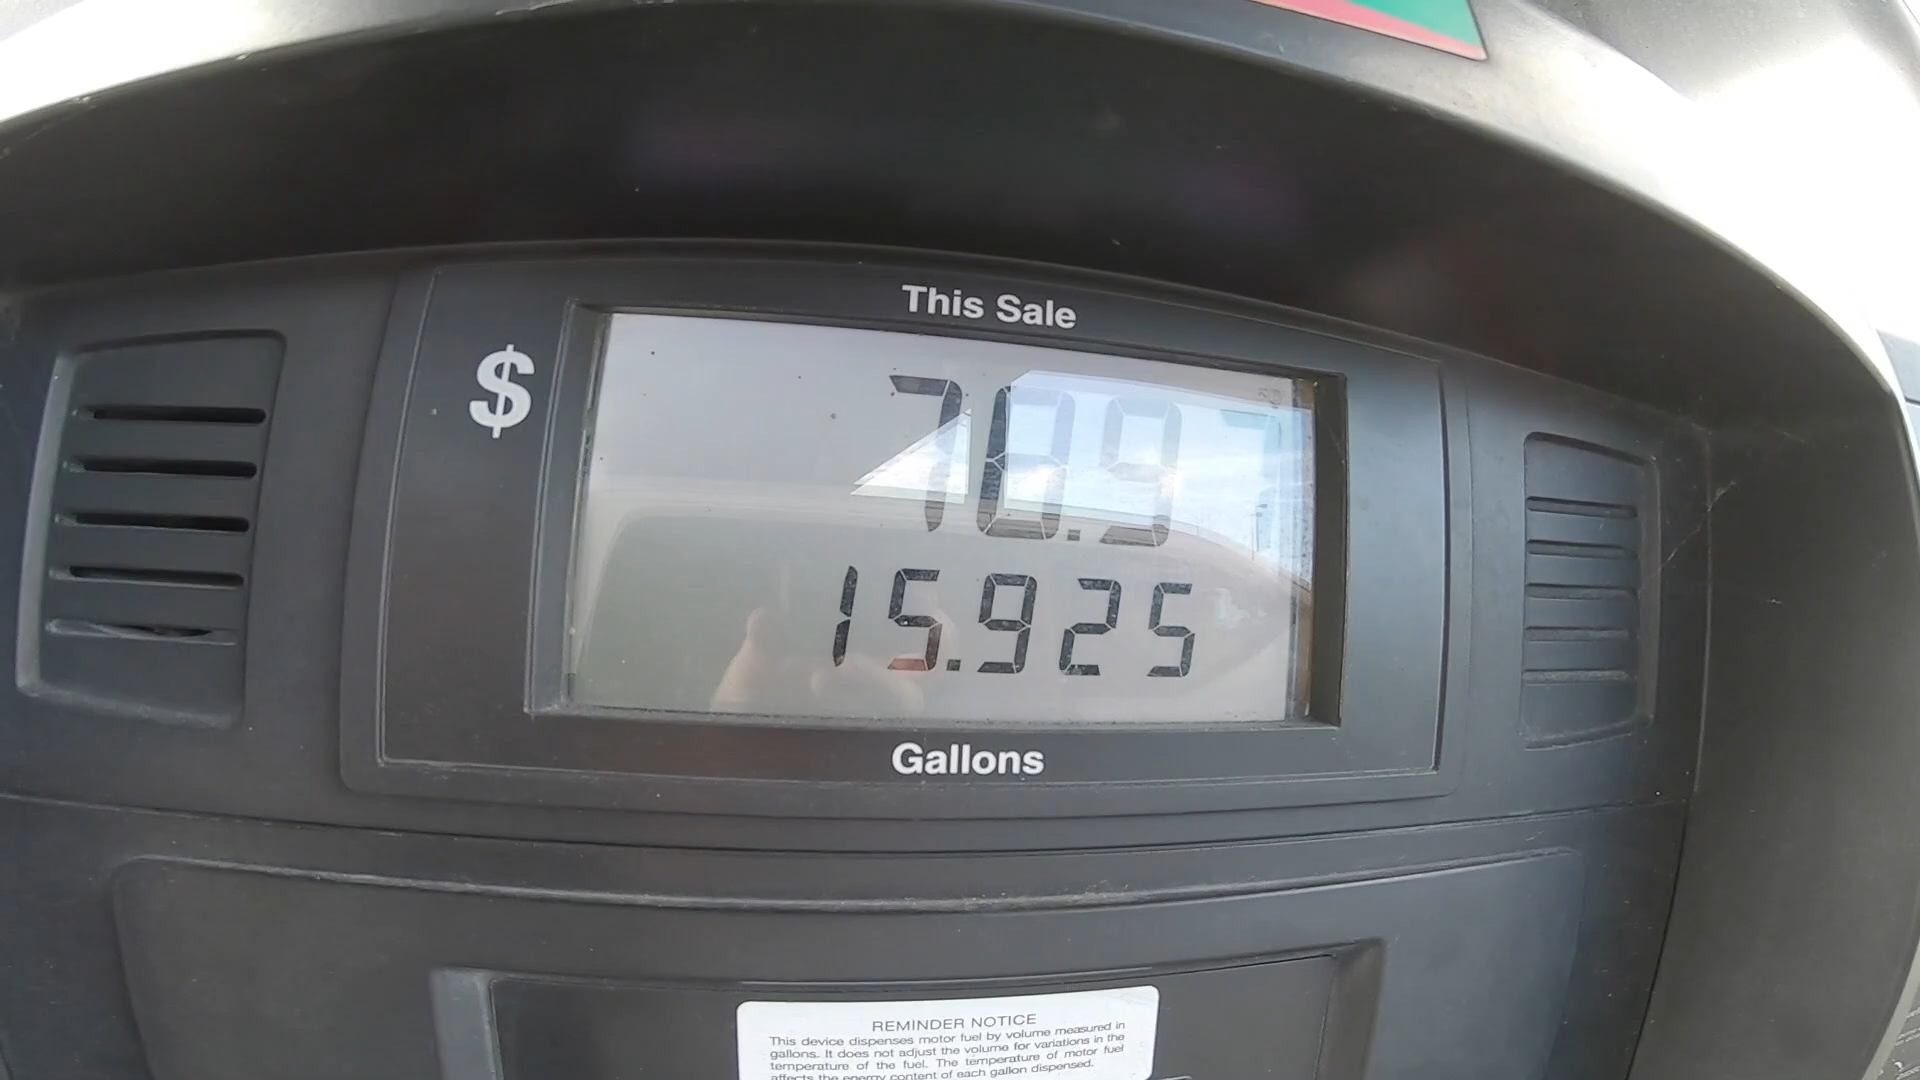 This Sale
$ 78.97
15.925
Gallons
REMINDER NOTICE
This device dispenses motor fuel by volume measured in
gallons. It does not adjust the volume for variations in the
temperature of the fuel. The temperature of motor fuel
affects the energy content of each gallon dispensed.